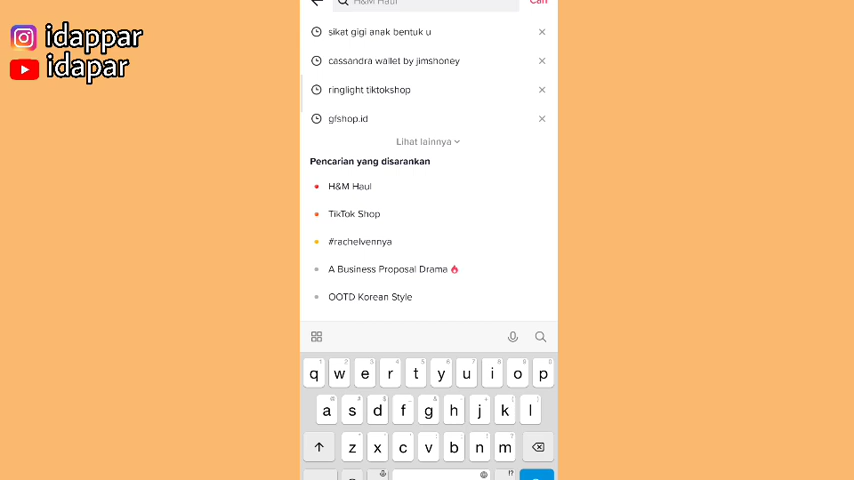 idappar
idapar
H&M Haul
Cari
sikat gigi anak bentuk u
cassandra wallet by jimshoney
ringlight tiktokshop
gfshop.id
Lihat lainnya
Pencarian yang disarankan
H&M Haul
TikTok Shop
#rachelvennya
A Business Proposal Drama
OOTD Korean Style
q w e r t y u i o p
a s d f g h j k l
z x c v b n m